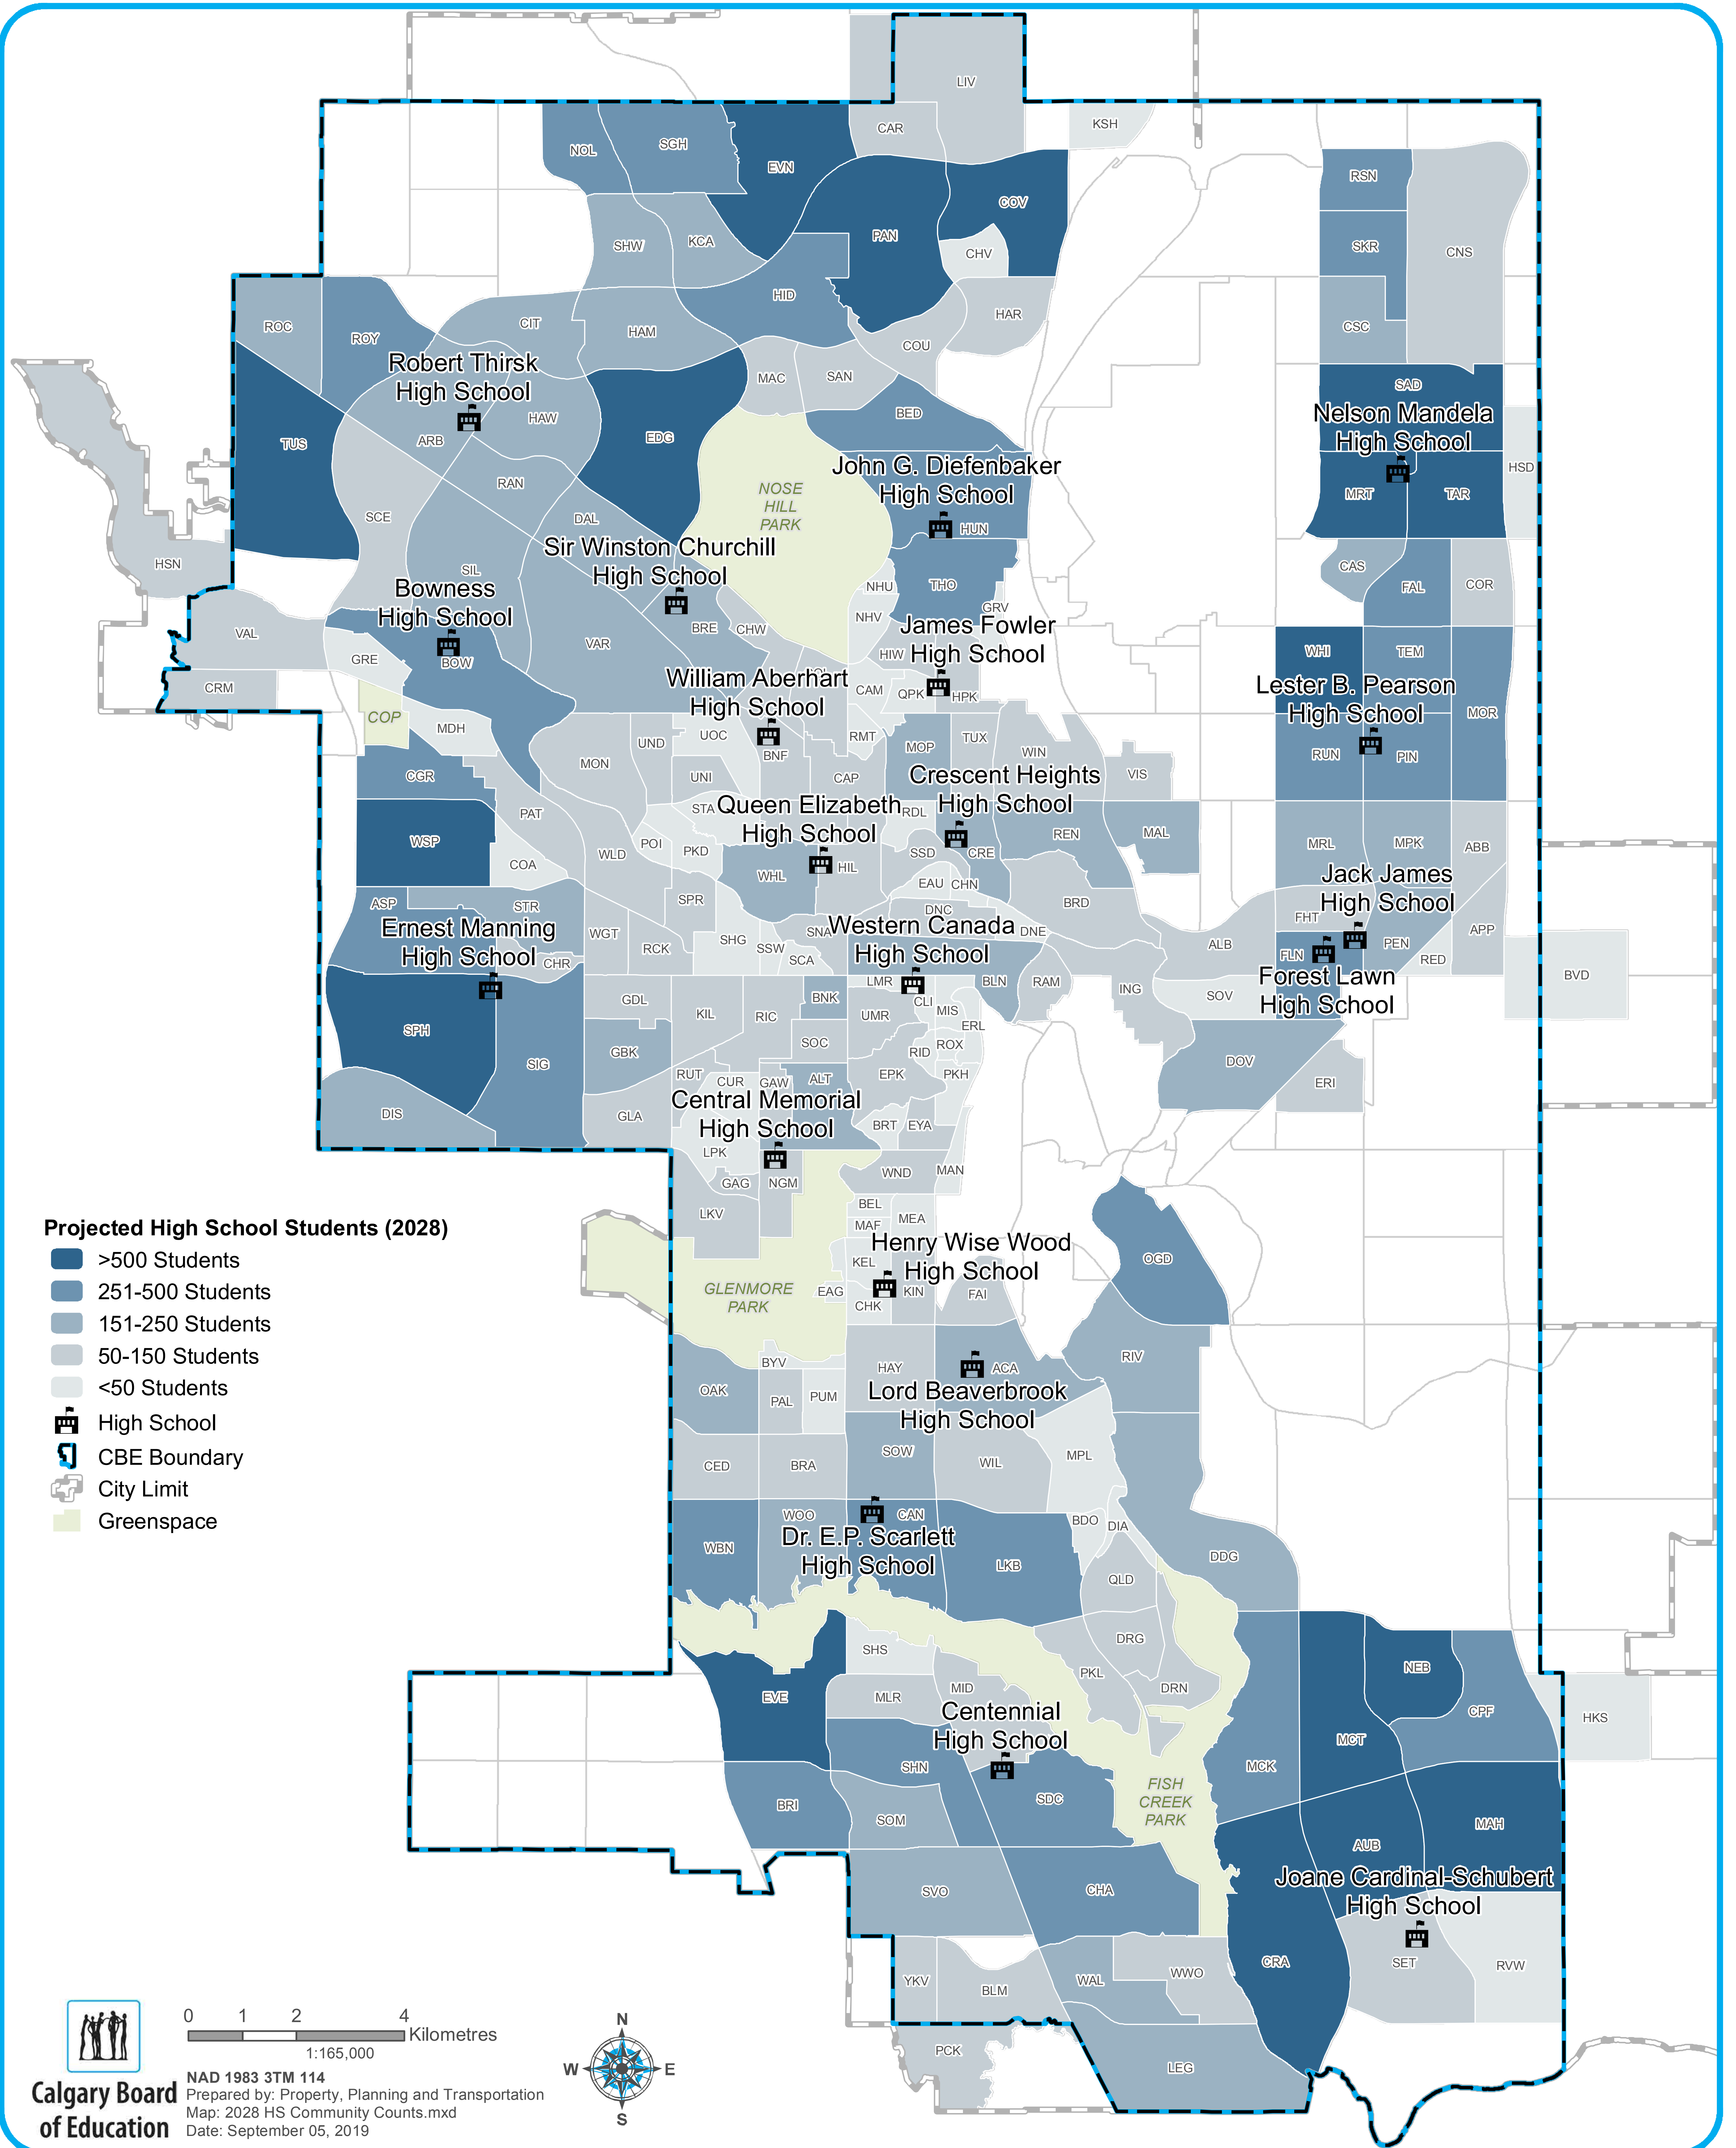 LIV
CAR
KSH
NOL
SGH
EVN
RSN
COV
PAN
SHW
KCA
CHV
SKR
CNS
HID
HAR
ROC
CIT
HAM
CSC
ROY
COU
Robert Thirsk
High School
MAC
SAN
SAD
BED
Nelson Mandela
High School
HAW
ARB
TUS
EDG
John G. Diefenbaker
High School
HSD
RAN
NOSE
HILL
PARK
MRT
TAR
SCE
DAL
HUN
Sir Winston Churchill
High School
HSN
SIL
CAS
Bowness
High School
NHU
THO
FAL
COR
GRV
NHV
BRE
CHW
James Fowler
High School
VAL
VAR
HIW
WHI
TEM
GRE
BOW
William Aberhart
High School
CRM
CAM
QPK
HPK
Lester B. Pearson
High School
MOR
COP
MDH
UOC
RMT
UND
BNF
MOP
TUX
WIN
RUN
PIN
MON
CGR
UNI
CAP
Crescent Heights
High School
VIS
STA
Queen Elizabeth
High School
RDL
PAT
WSP
POI
PKD
REN
MAL
MRL
MPK
ABB
COA
WLD
SSD
CRE
HIL
WHL
Jack James
High School
EAU
CHN
ASP
STR
SPR
DNC
BRD
FHT
Ernest Manning
High School
WGT
RCK
SHG
SSW
SNA
Western Canada
High School
DNE
ALB
PEN
APP
CHR
SCA
FLN
RED
BVD
LMR
BLN
RAM
ING
SOV
Forest Lawn
High School
GDL
BNK
CLI
KIL
RIC
UMR
MIS
SPH
ERL
SOC
ROX
GBK
RID
SIG
DOV
RUT
CUR
GAW
ALT
EPK
PKH
ERI
Central Memorial
High School
DIS
GLA
BRT
EYA
LPK
WND
MAN
GAG
NGM
BEL
LKV
MAF
MEA
Henry Wise Wood
High School
OGD
KEL
GLENMORE
PARK
EAG
KIN
FAI
CHK
Projected High School Students (2028)
>500 Students
251-500 Students
151-250 Students
50-150 Students
<50 Students
High School
CBE Boundary
City Limit
Greenspace
BYV
HAY
ACA
RIV
OAK
PAL
PUM
Lord Beaverbrook
High School
SOW
CED
BRA
WIL
MPL
WOO
CAN
BDO
DIA
Dr. E.P. Scarlett
High School
WBN
LKB
DDG
QLD
SHS
DRG
PKL
NEB
EVE
MLR
MID
DRN
Centennial
High School
CPF
HKS
MCT
SHN
MCK
FISH
CREEK
PARK
BRI
SDC
SOM
MAH
AUB
Joane Cardinal-Schubert
High School
SVO
CHA
CRA
SET
RVW
YKV
BLM
WAL
WWO
PCK
LEG
0 1 2 4
Kilometres
1:165,000
N
W E
S
Calgary Board
of Education
NAD 1983 3TM 114
Prepared by: Property, Planning and Transportation
Map: 2028 HS Community Counts.mxd
Date: September 05, 2019